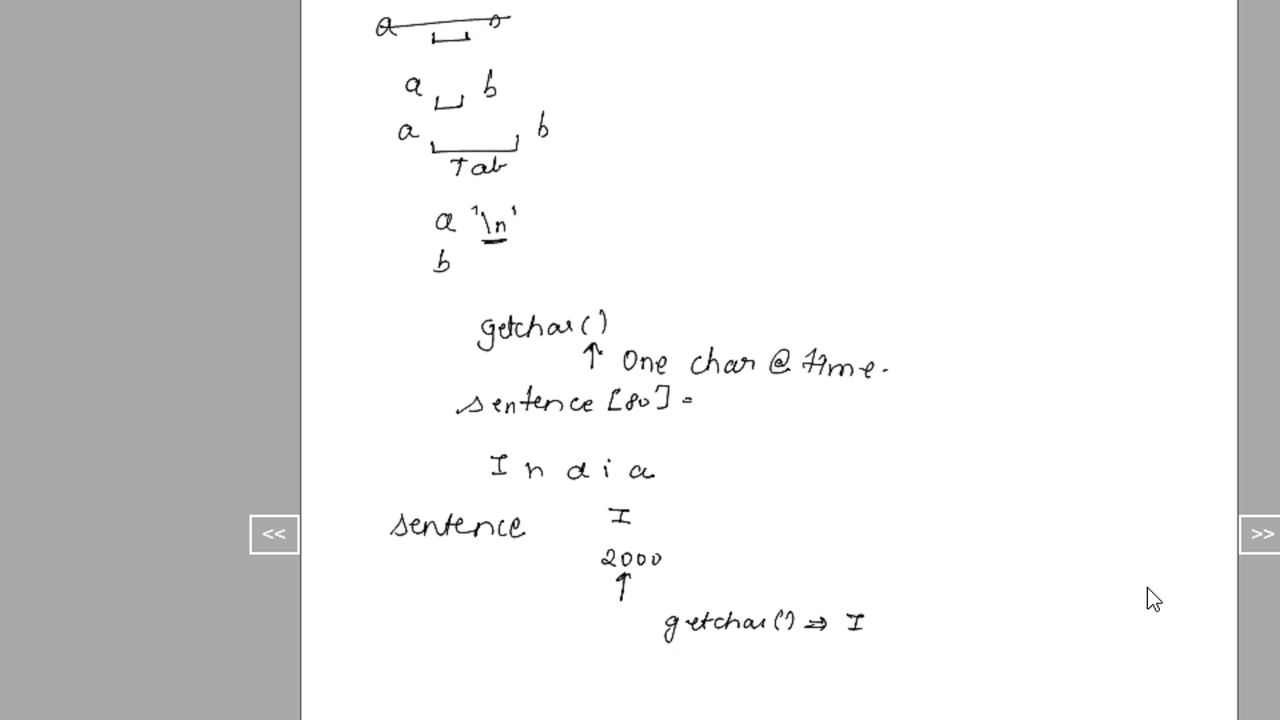 a b
a b
a b
Tab
a '\n'
b
getchar()
↑ One char @ time.
sentence [80] =
I n d i a
sentence I
2000
↑
getchar() ⇒ I
<< >>